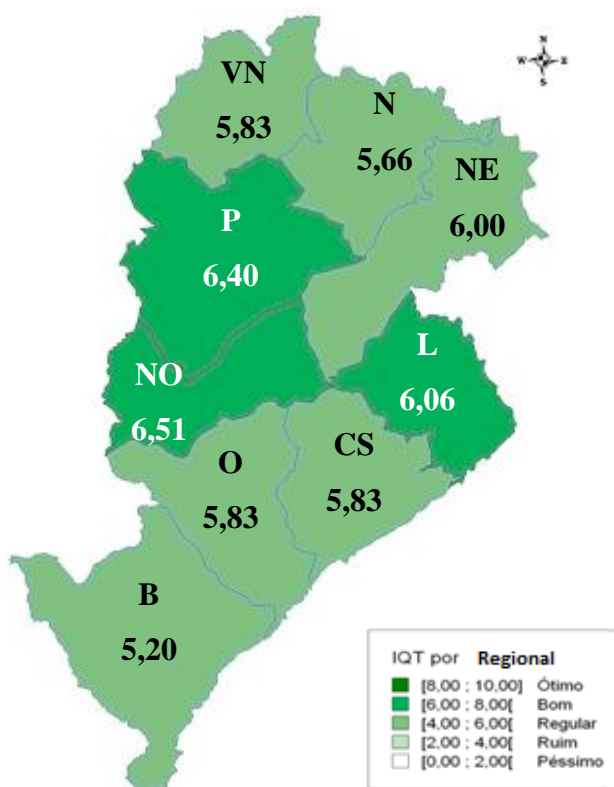 VN
5,83
N
5,66
NE
6,00
N
W E
S
P
6,40
NO
6,51
L
6,06
O
5,83
CS
5,83
B
5,20
IQT por Regional
[8,00 ; 10,00] Ótimo
[6,00 ; 8,00[ Bom
[4,00 ; 6,00[ Regular
[2,00 ; 4,00[ Ruim
[0,00 ; 2,00[ Péssimo